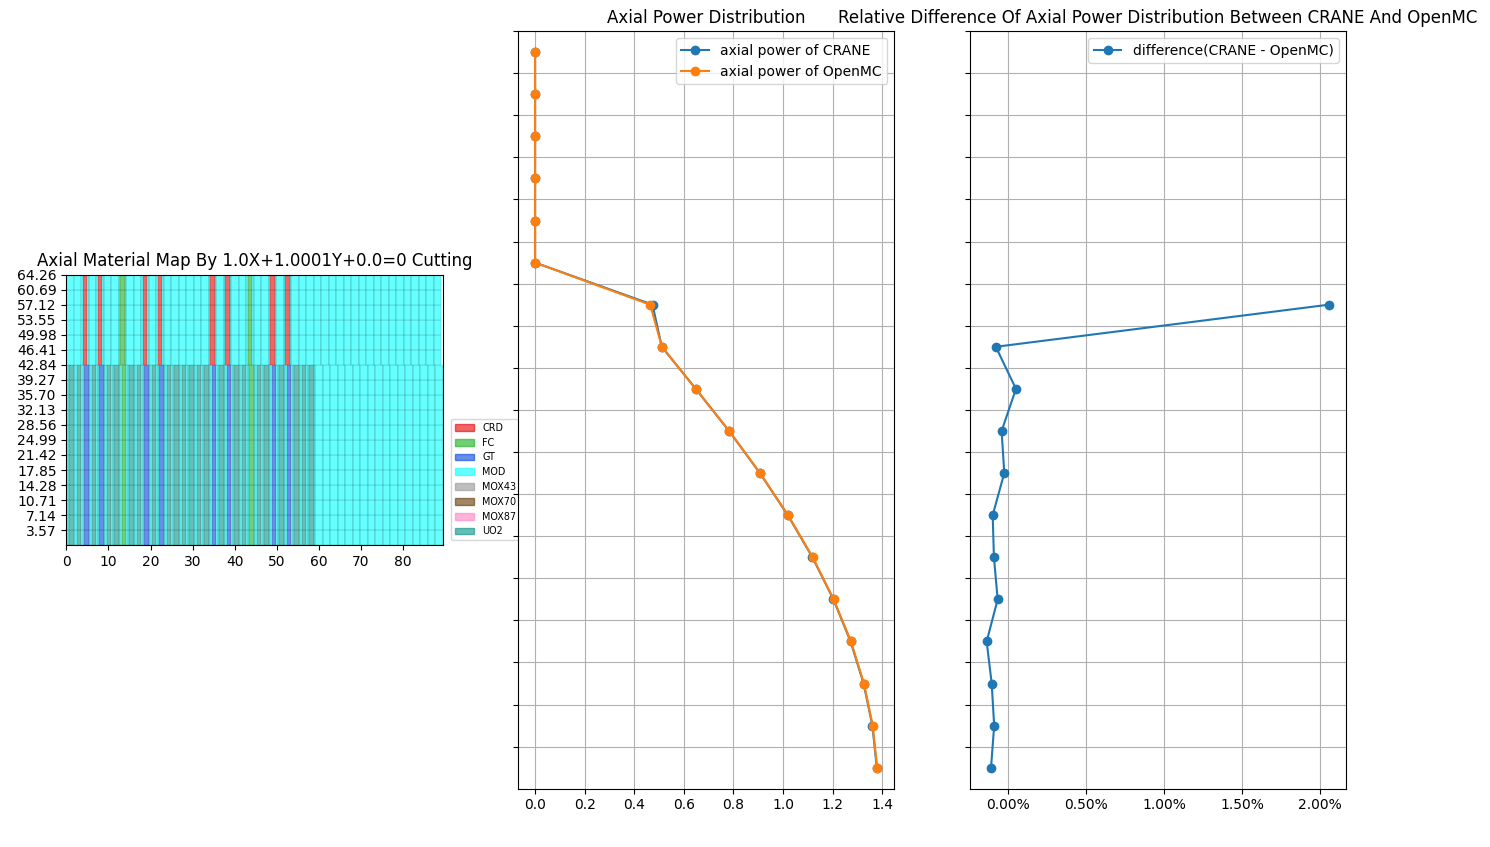 Axial Power Distribution
Relative Difference Of Axial Power Distribution Between CRANE And OpenMC
axial power of CRANE
axial power of OpenMC
difference(CRANE - OpenMC)
Axial Material Map By 1.0X+1.0001Y+0.0=0 Cutting
64.26
60.69
57.12
53.55
49.98
46.41
42.84
39.27
35.70
32.13
28.56
24.99
21.42
17.85
14.28
10.71
7.14
3.57
0 10 20 30 40 50 60 70 80
CRD
FC
GT
MOD
MOX43
MOX70
MOX87
UO2
0.0 0.2 0.4 0.6 0.8 1.0 1.2 1.4
0.00% 0.50% 1.00% 1.50% 2.00%